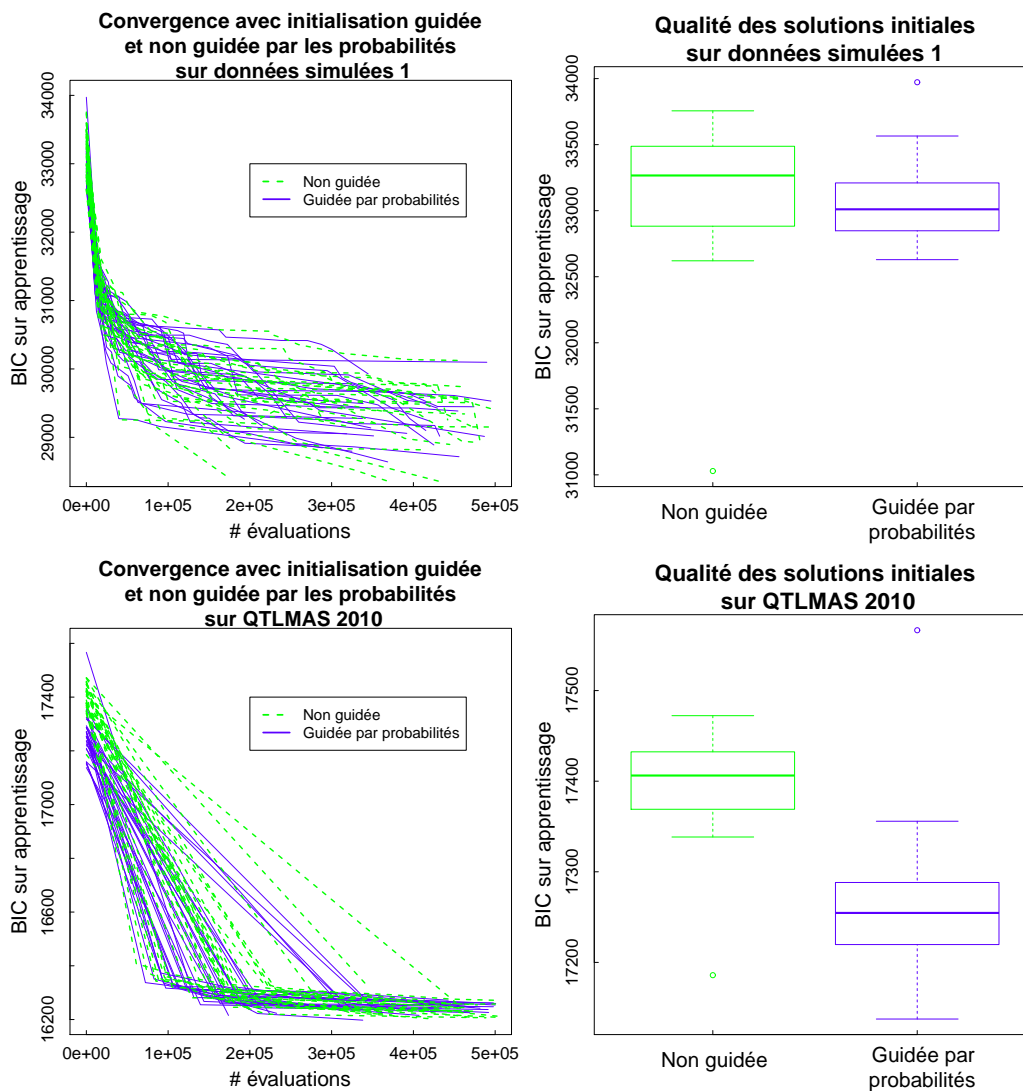 Convergence avec initialisation guidée
et non guidée par les probabilités
sur données simulées 1
BIC sur apprentissage
34000
33000
32000
31000
30000
29000
Non guidée
Guidée par probabilités
0e+00 1e+05 2e+05 3e+05 4e+05 5e+05
# évaluations
Qualité des solutions initiales
sur données simulées 1
BIC sur apprentissage
34000
33500
33000
32500
32000
31500
31000
Non guidée
Guidée par
probabilités
Convergence avec initialisation guidée
et non guidée par les probabilités
sur QTLMAS 2010
BIC sur apprentissage
17400
17000
16600
16200
Non guidée
Guidée par probabilités
0e+00 1e+05 2e+05 3e+05 4e+05 5e+05
# évaluations
Qualité des solutions initiales
sur QTLMAS 2010
BIC sur apprentissage
17500
17400
17300
17200
Non guidée
Guidée par
probabilités